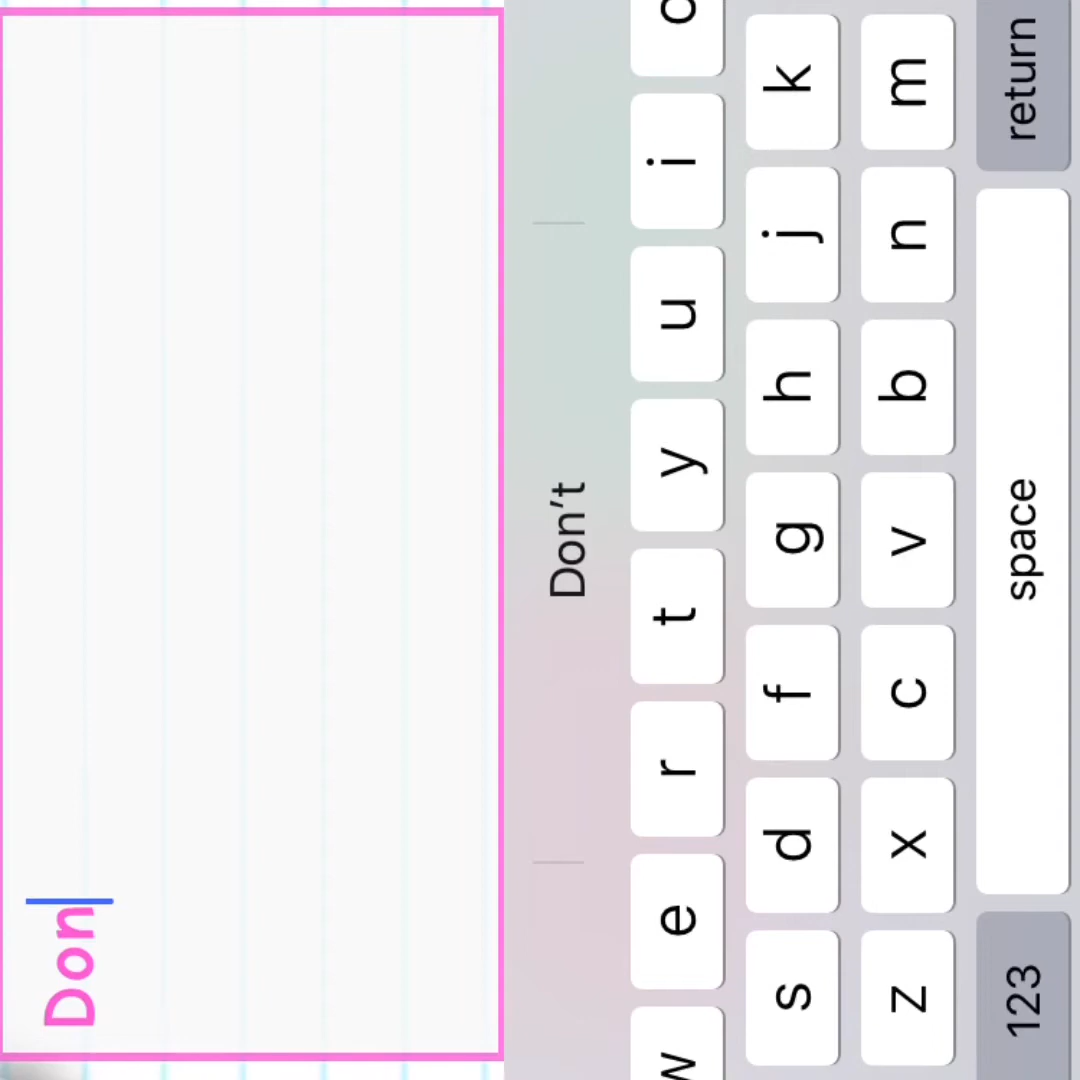 Don
Don't
w e r t y u i o
s d f g h j k
z x c v b n m
123 space return